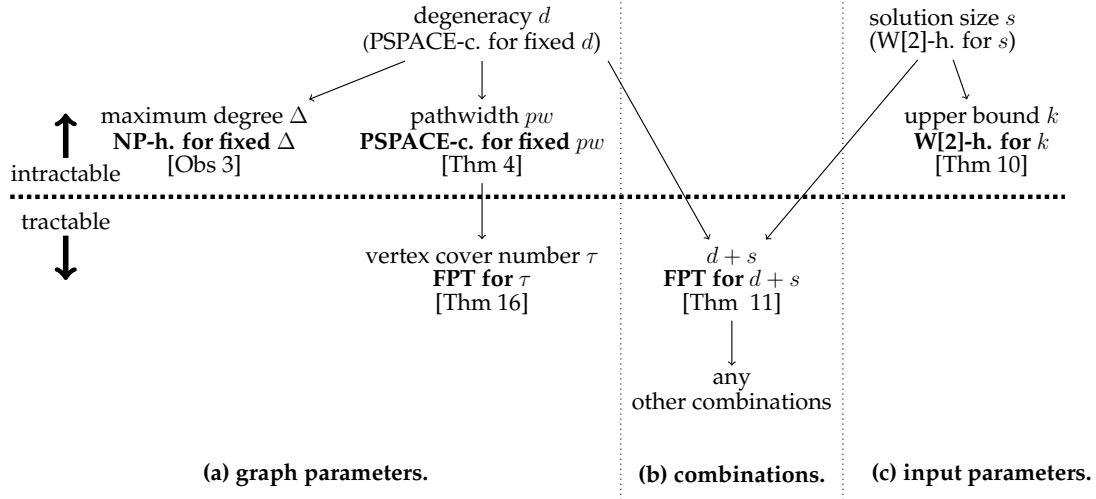 degeneracy d
(PSPACE-c. for fixed d)
solution size s
(W[2]-h. for s)
maximum degree Δ
NP-h. for fixed Δ
[Obs 3]
pathwidth pw
PSPACE-c. for fixed pw
[Thm 4]
upper bound k
W[2]-h. for k
[Thm 10]
intractable
tractable
vertex cover number τ
FPT for τ
[Thm 16]
d + s
FPT for d + s
[Thm 11]
any
other combinations
(a) graph parameters.
(b) combinations.
(c) input parameters.